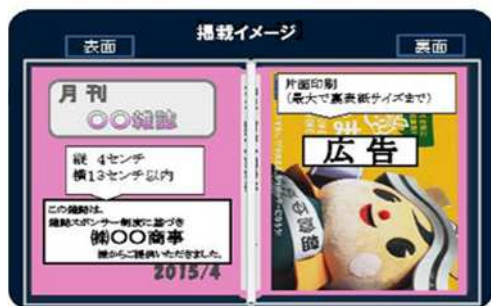 掲載イメージ
表面
裏面
月刊
〇〇雑誌
縦 4センチ
横13センチ以内
この雑誌は、
雑誌スポンサー制度に基づき
㈱〇〇商事
様からご提供いただきました。
2015/4
片面印刷
(最大で裏表紙サイズまで)
広告